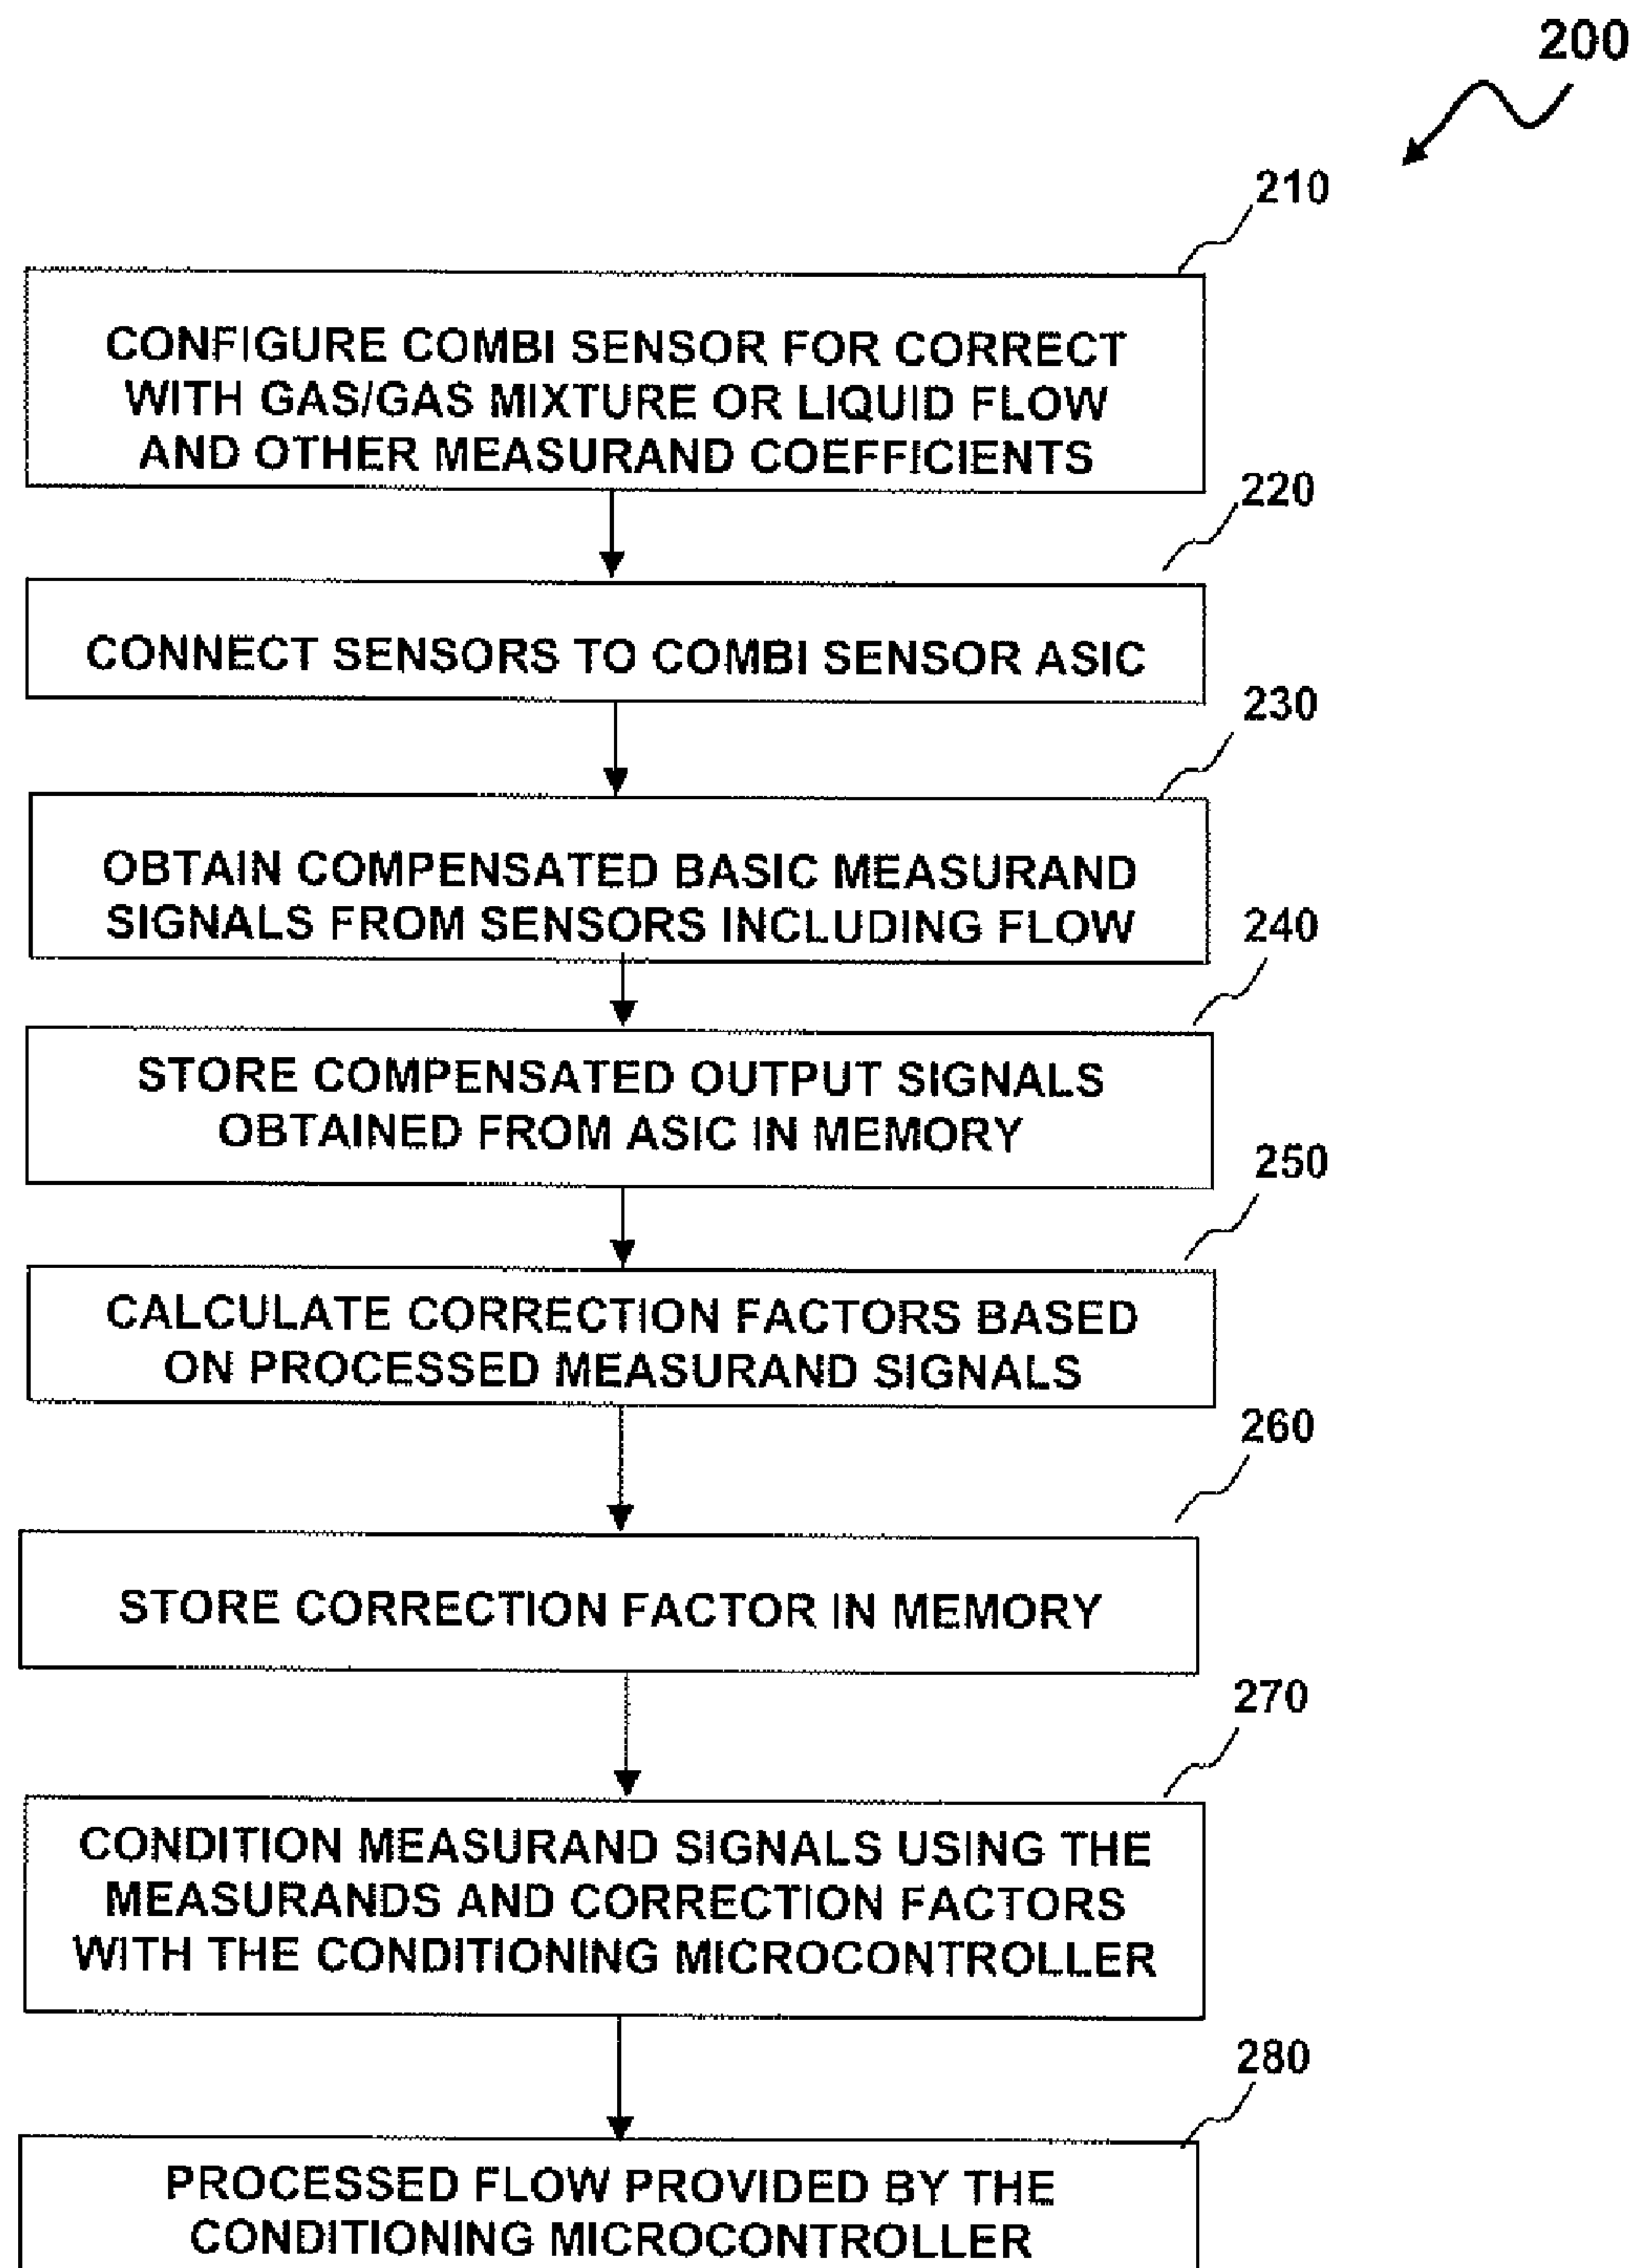 200
210
CONFIGURE COMBI SENSOR FOR CORRECT
WITH GAS/GAS MIXTURE OR LIQUID FLOW
AND OTHER MEASURAND COEFFICIENTS
220
CONNECT SENSORS TO COMBI SENSOR ASIC
230
OBTAIN COMPENSATED BASIC MEASURAND
SIGNALS FROM SENSORS INCLUDING FLOW
240
STORE COMPENSATED OUTPUT SIGNALS
OBTAINED FROM ASIC IN MEMORY
250
CALCULATE CORRECTION FACTORS BASED
ON PROCESSED MEASURAND SIGNALS
260
STORE CORRECTION FACTOR IN MEMORY
270
CONDITION MEASURAND SIGNALS USING THE
MEASURANDS AND CORRECTION FACTORS
WITH THE CONDITIONING MICROCONTROLLER
280
PROCESSED FLOW PROVIDED BY THE
CONDITIONING MICROCONTROLLER